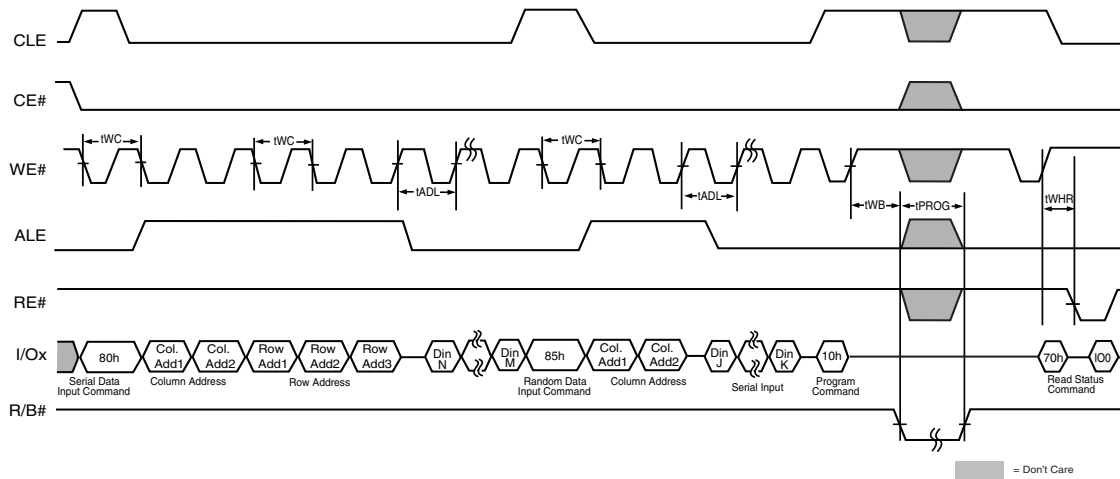 CLE
CE#
tWC
tWC
tWC
WE#
tADL
tADL
tWB
tPROG
tWHR
ALE
RE#
I/Ox
80h
Col. Add1
Col. Add2
Row Add1
Row Add2
Row Add3
Din N
Din M
85h
Col. Add1
Col. Add2
Din J
Din K
10h
70h
IO0
Serial Data
Input Command
Column Address
Row Address
Random Data
Input Command
Column Address
Serial Input
Program
Command
Read Status
Command
R/B#
= Don't Care